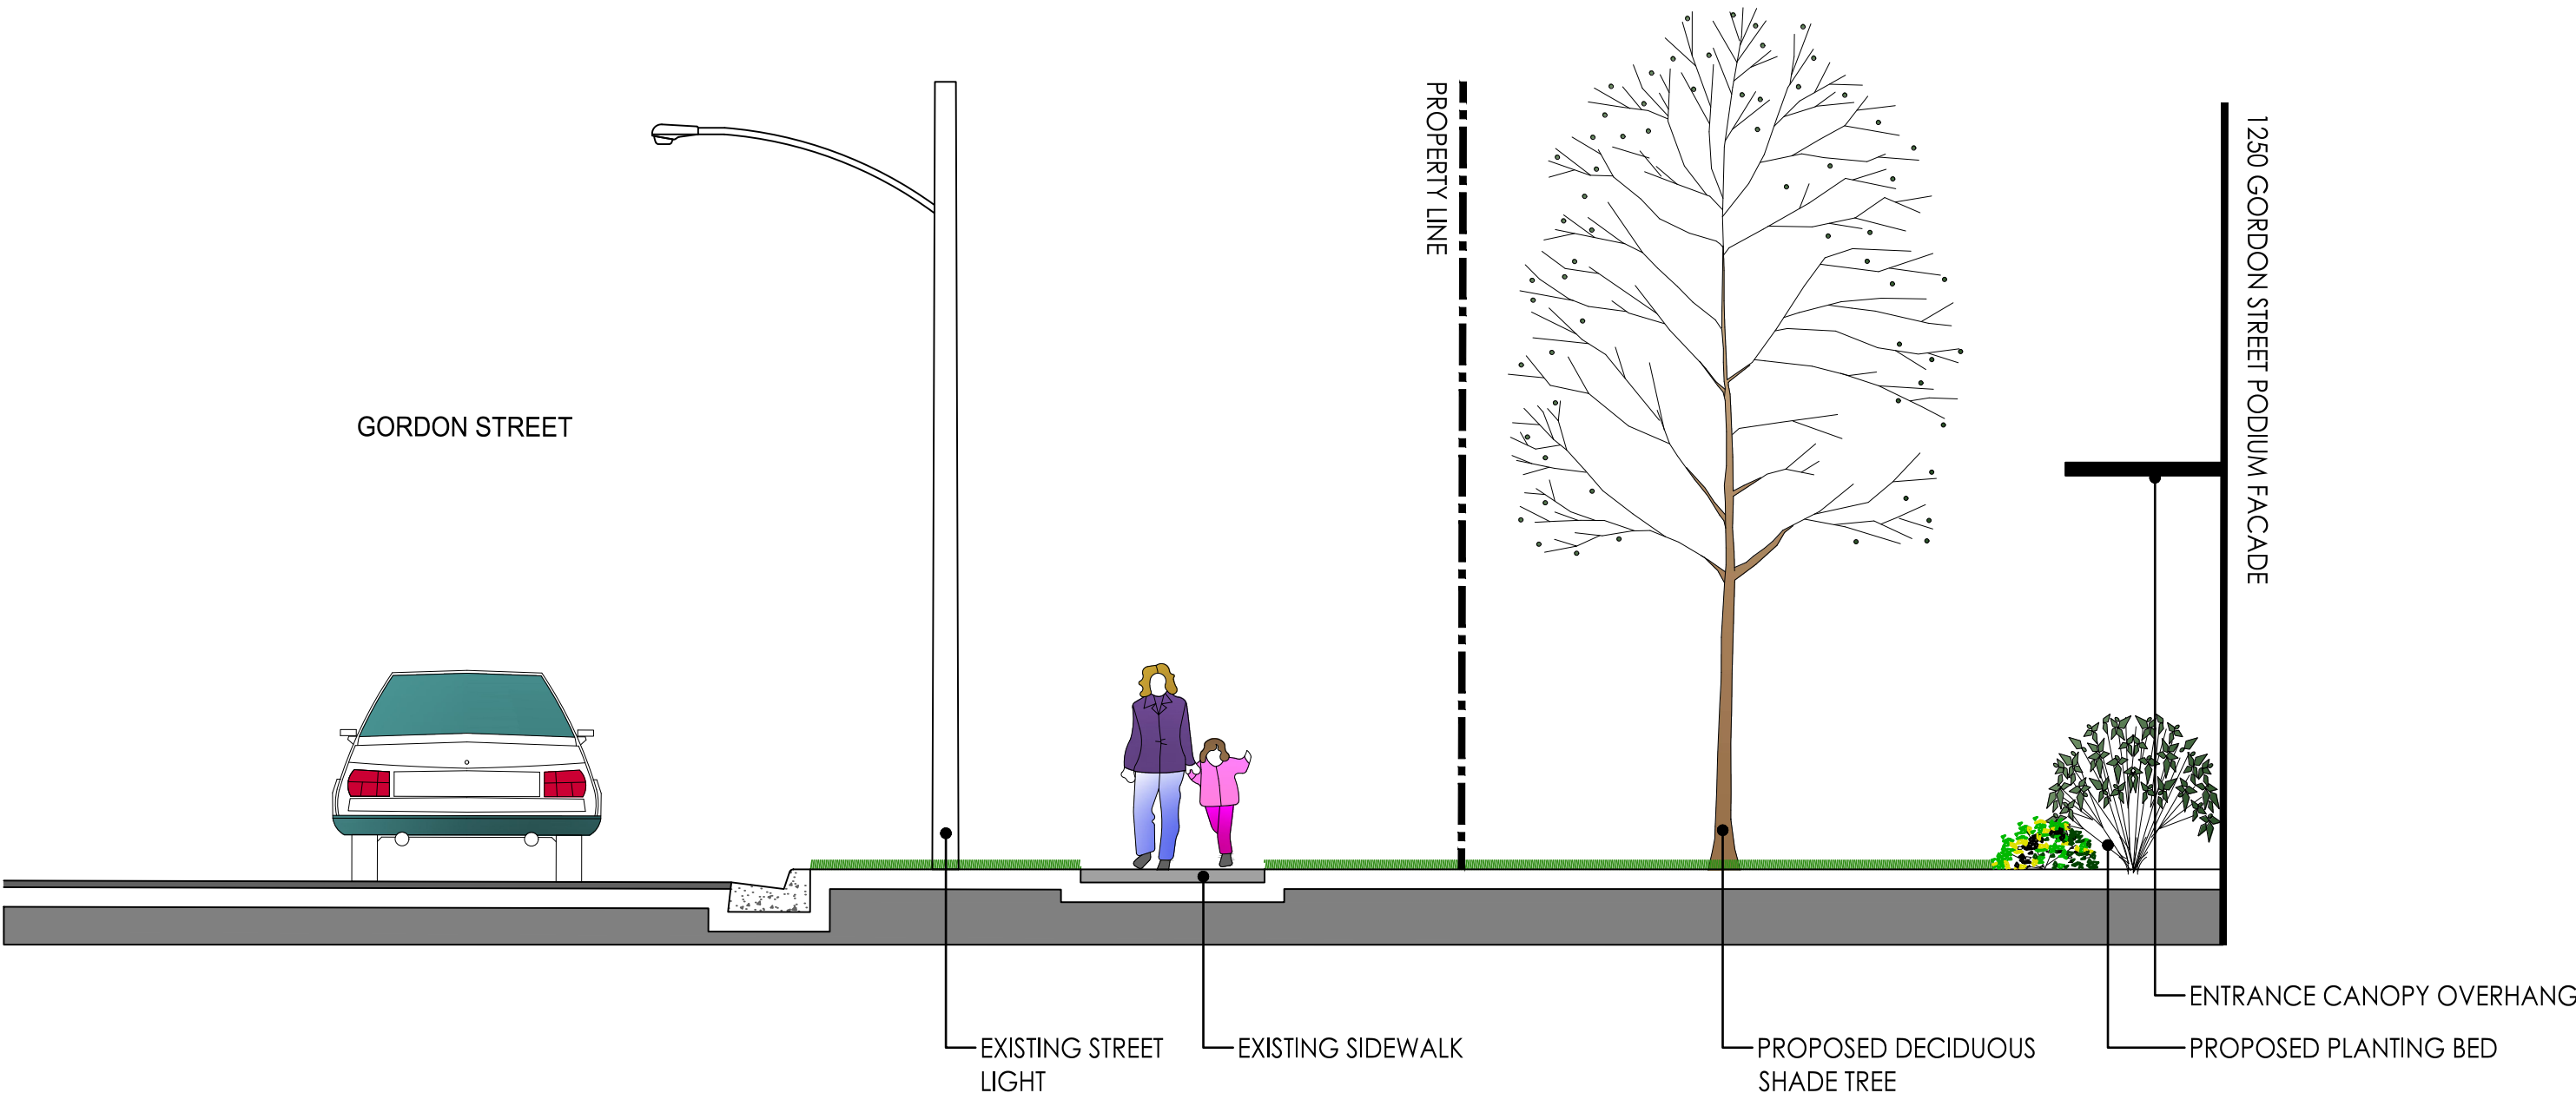 GORDON STREET
PROPERTY LINE
1250 GORDON STREET PODIUM FACADE
ENTRANCE CANOPY OVERHANG
EXISTING STREET
LIGHT
EXISTING SIDEWALK
PROPOSED DECIDUOUS
SHADE TREE
PROPOSED PLANTING BED